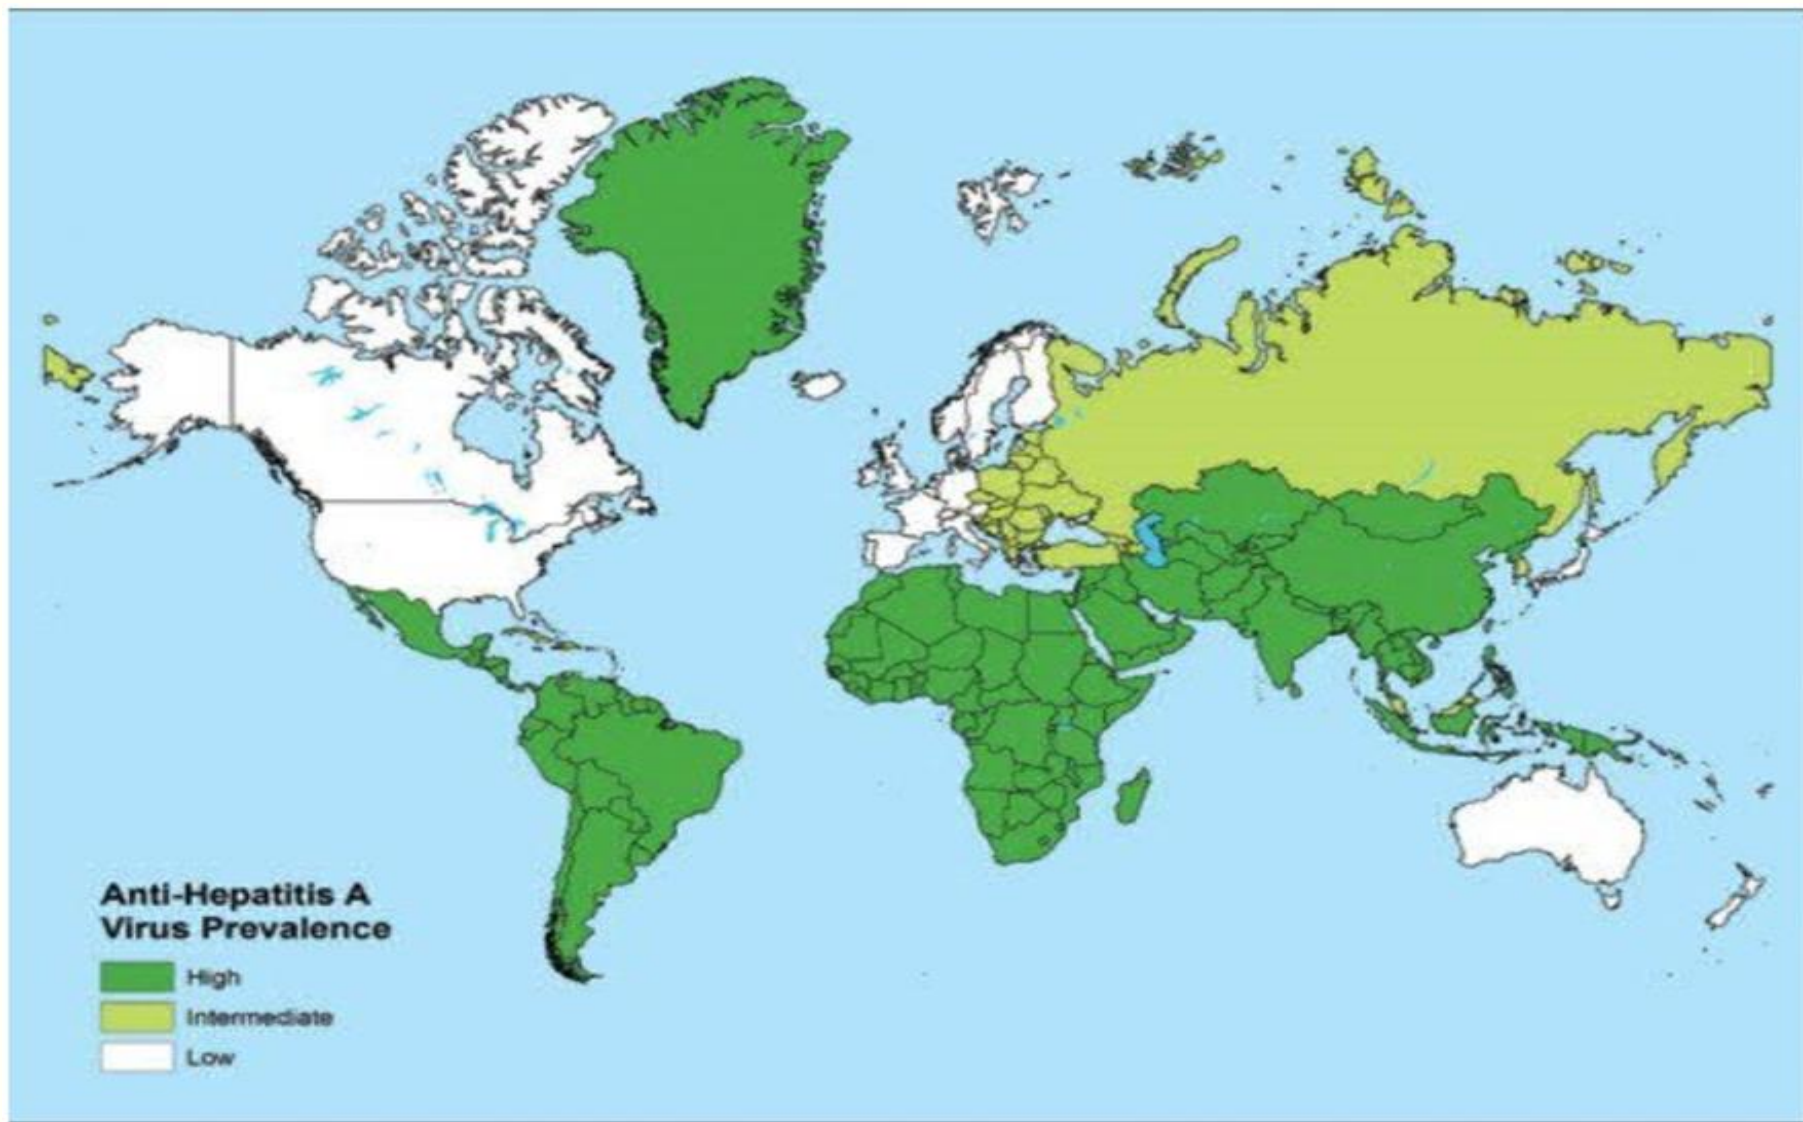 Anti-Hepatitis A
Virus Prevalence
High
Intermediate
Low